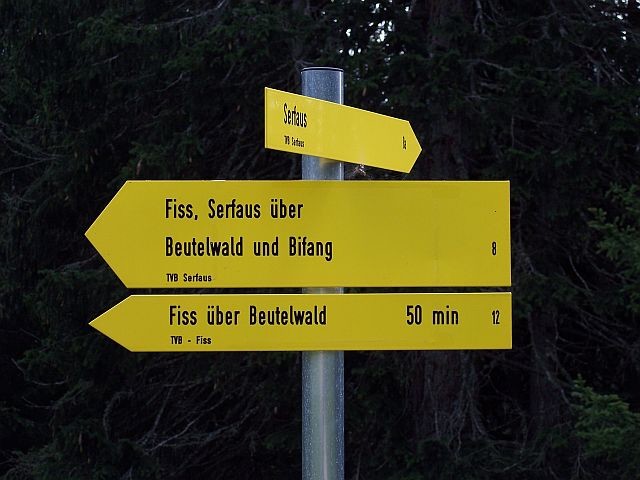 Serfaus
TVB Serfaus
8a
Fiss, Serfaus über
Beutelwald und Bifang 8
TVB Serfaus
Fiss über Beutelwald 50 min 12
TVB - Fiss